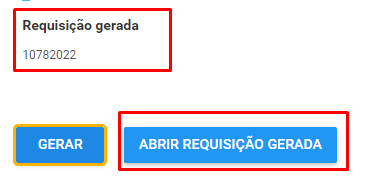 Requisição gerada
10782022
GERAR
ABRIR REQUISIÇÃO GERADA